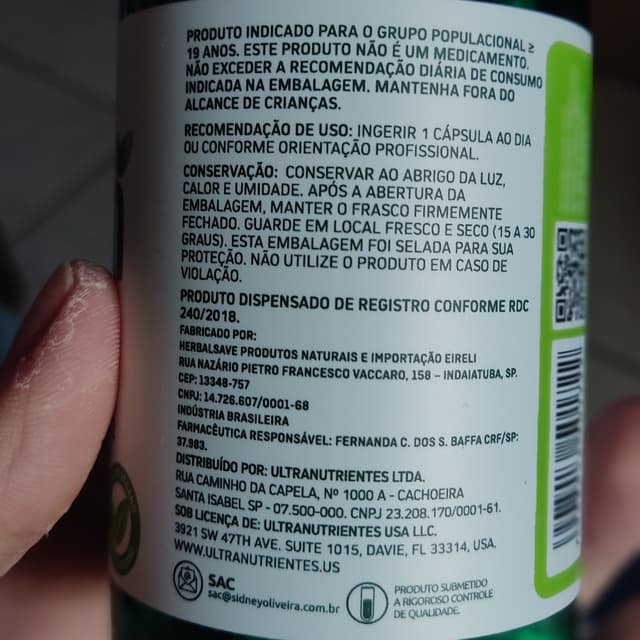 PRODUTO INDICADO PARA O GRUPO POPULACIONAL ≥
19 ANOS. ESTE PRODUTO NÃO É UM MEDICAMENTO.
NÃO EXCEDER A RECOMENDAÇÃO DIÁRIA DE CONSUMO
INDICADA NA EMBALAGEM. MANTENHA FORA DO
ALCANCE DE CRIANÇAS.
RECOMENDAÇÃO DE USO: INGERIR 1 CÁPSULA AO DIA
OU CONFORME ORIENTAÇÃO PROFISSIONAL.
CONSERVAÇÃO: CONSERVAR AO ABRIGO DA LUZ,
CALOR E UMIDADE. APÓS A ABERTURA DA
EMBALAGEM, MANTER O FRASCO FIRMEMENTE
FECHADO. GUARDE EM LOCAL FRESCO E SECO (15 A 30
GRAUS). ESTA EMBALAGEM FOI SELADA PARA SUA
PROTEÇÃO. NÃO UTILIZE O PRODUTO EM CASO DE
VIOLAÇÃO.
PRODUTO DISPENSADO DE REGISTRO CONFORME RDC
240/2018.
FABRICADO POR:
HERBALSAVE PRODUTOS NATURAIS E IMPORTAÇÃO EIRELI
RUA NAZÁRIO PIETRO FRANCESCO VACCARO, 158 – INDAIATUBA, SP.
CEP: 13348-757
CNPJ: 14.726.607/0001-68
INDÚSTRIA BRASILEIRA
FARMACÊUTICA RESPONSÁVEL: FERNANDA C. DOS S. BAFFA CRF/SP:
37.983.
DISTRIBUÍDO POR: ULTRANUTRIENTES LTDA.
RUA CAMINHO DA CAPELA, Nº 1000 A - CACHOEIRA
SANTA ISABEL SP - 07.500-000. CNPJ 23.208.170/0001-61.
SOB LICENÇA DE: ULTRANUTRIENTES USA LLC.
3921 SW 47TH AVE. SUITE 1015, DAVIE, FL 33314, USA.
WWW.ULTRANUTRIENTES.US
SAC
sac@sidneyoliveira.com.br
PRODUTO SUBMETIDO
A RIGOROSO CONTROLE
DE QUALIDADE.